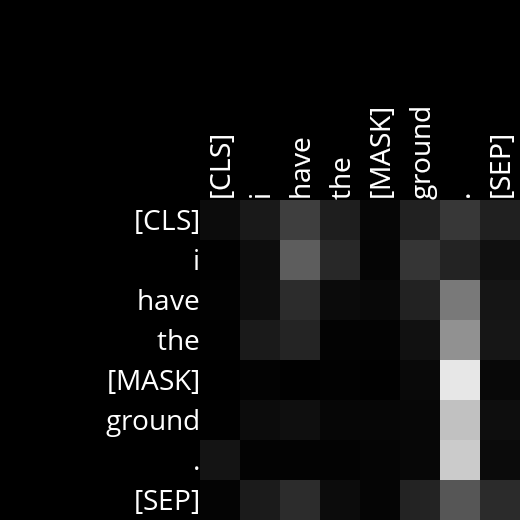 [CLS] i have the [MASK] ground . [SEP]
[CLS]
i
have
the
[MASK]
ground
.
[SEP]